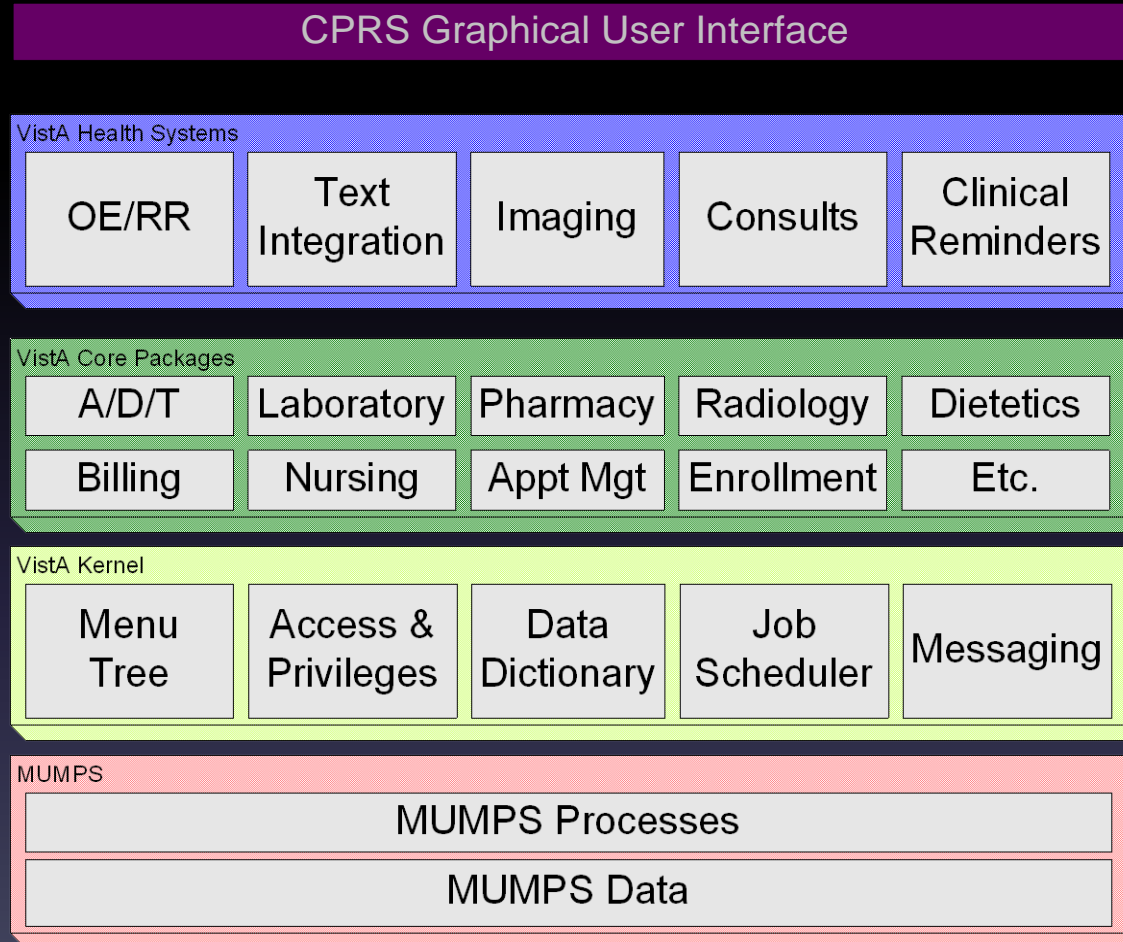 CPRS Graphical User Interface
VistA Health Systems
OE/RR
Text
Integration
Imaging
Consults
Clinical
Reminders
VistA Core Packages
A/D/T
Laboratory
Pharmacy
Radiology
Dietetics
Billing
Nursing
Appt Mgt
Enrollment
Etc.
VistA Kernel
Menu
Tree
Access &
Privileges
Data
Dictionary
Job
Scheduler
Messaging
MUMPS
MUMPS Processes
MUMPS Data